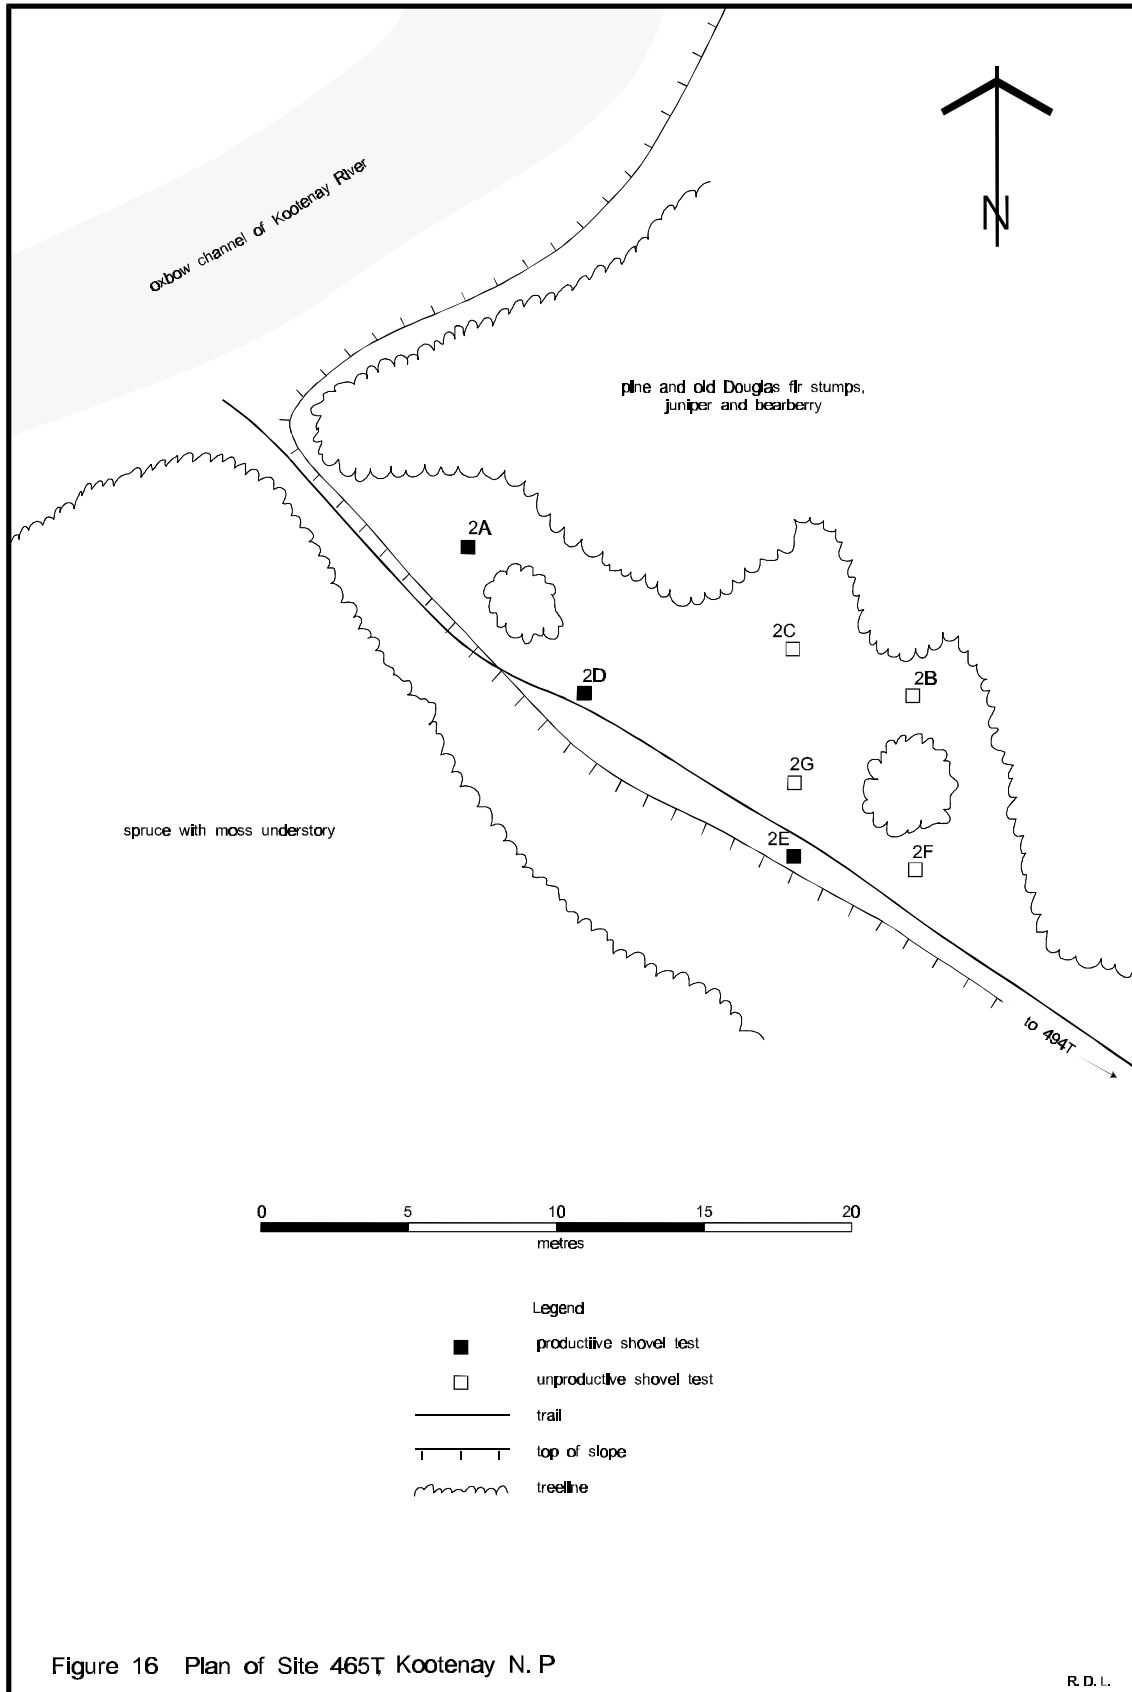 N
oxbow channel of Kootenay River
pine and old Douglas fir stumps,
juniper and bearberry
2A
2C
2D
2B
2G
2E
2F
spruce with moss understory
to 494T
0 5 10 15 20
metres
Legend
productiive shovel test
unproductive shovel test
trail
top of slope
treeline
Figure 16 Plan of Site 465T, Kootenay N. P
R. D. L.